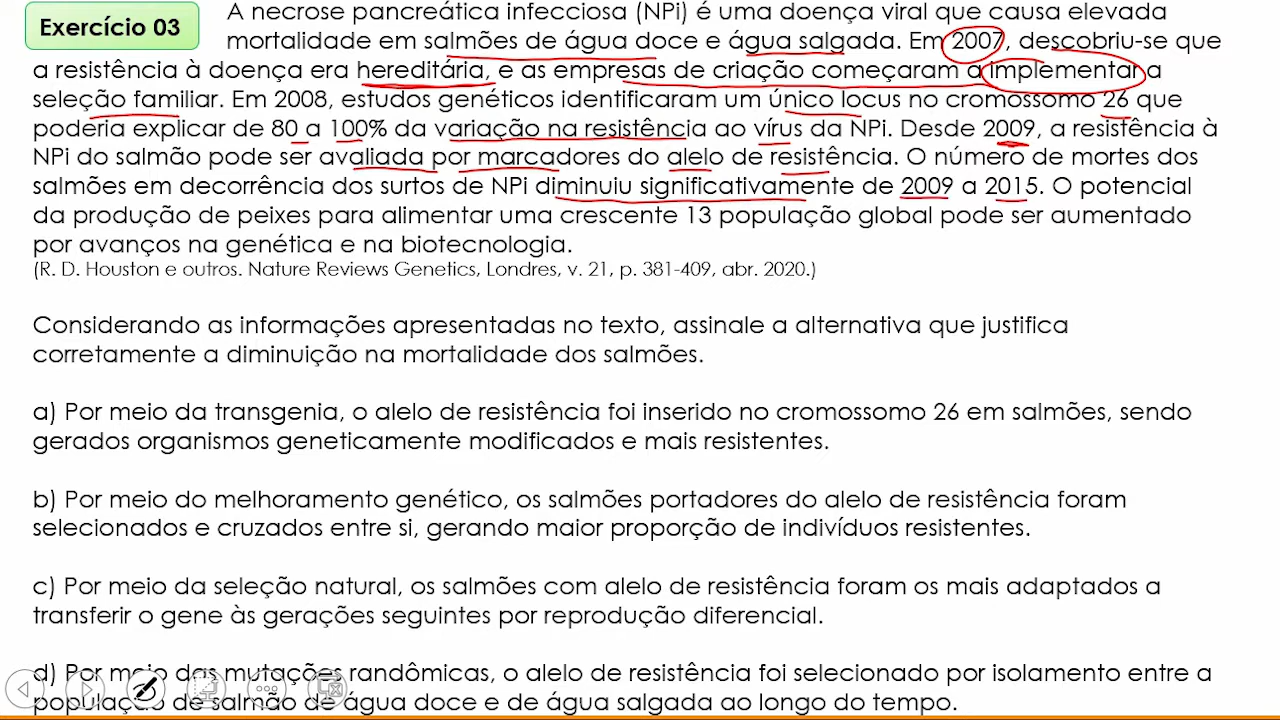 Exercício 03
A necrose pancreática infecciosa (NPi) é uma doença viral que causa elevada
mortalidade em salmões de água doce e água salgada. Em 2007, descobriu-se que
a resistência à doença era hereditária, e as empresas de criação começaram a implementar a
seleção familiar. Em 2008, estudos genéticos identificaram um único locus no cromossomo 26 que
poderia explicar de 80 a 100% da variação na resistência ao vírus da NPi. Desde 2009, a resistência à
NPi do salmão pode ser avaliada por marcadores do alelo de resistência. O número de mortes dos
salmões em decorrência dos surtos de NPi diminuiu significativamente de 2009 a 2015. O potencial
da produção de peixes para alimentar uma crescente 13 população global pode ser aumentado
por avanços na genética e na biotecnologia.
(R. D. Houston e outros. Nature Reviews Genetics, Londres, v. 21, p. 381-409, abr. 2020.)
Considerando as informações apresentadas no texto, assinale a alternativa que justifica
corretamente a diminuição na mortalidade dos salmões.
a) Por meio da transgenia, o alelo de resistência foi inserido no cromossomo 26 em salmões, sendo
gerados organismos geneticamente modificados e mais resistentes.
b) Por meio do melhoramento genético, os salmões portadores do alelo de resistência foram
selecionados e cruzados entre si, gerando maior proporção de indivíduos resistentes.
c) Por meio da seleção natural, os salmões com alelo de resistência foram os mais adaptados a
transferir o gene às gerações seguintes por reprodução diferencial.
d) Por meio das mutações randômicas, o alelo de resistência foi selecionado por isolamento entre a
população de salmão de água doce e de água salgada ao longo do tempo.